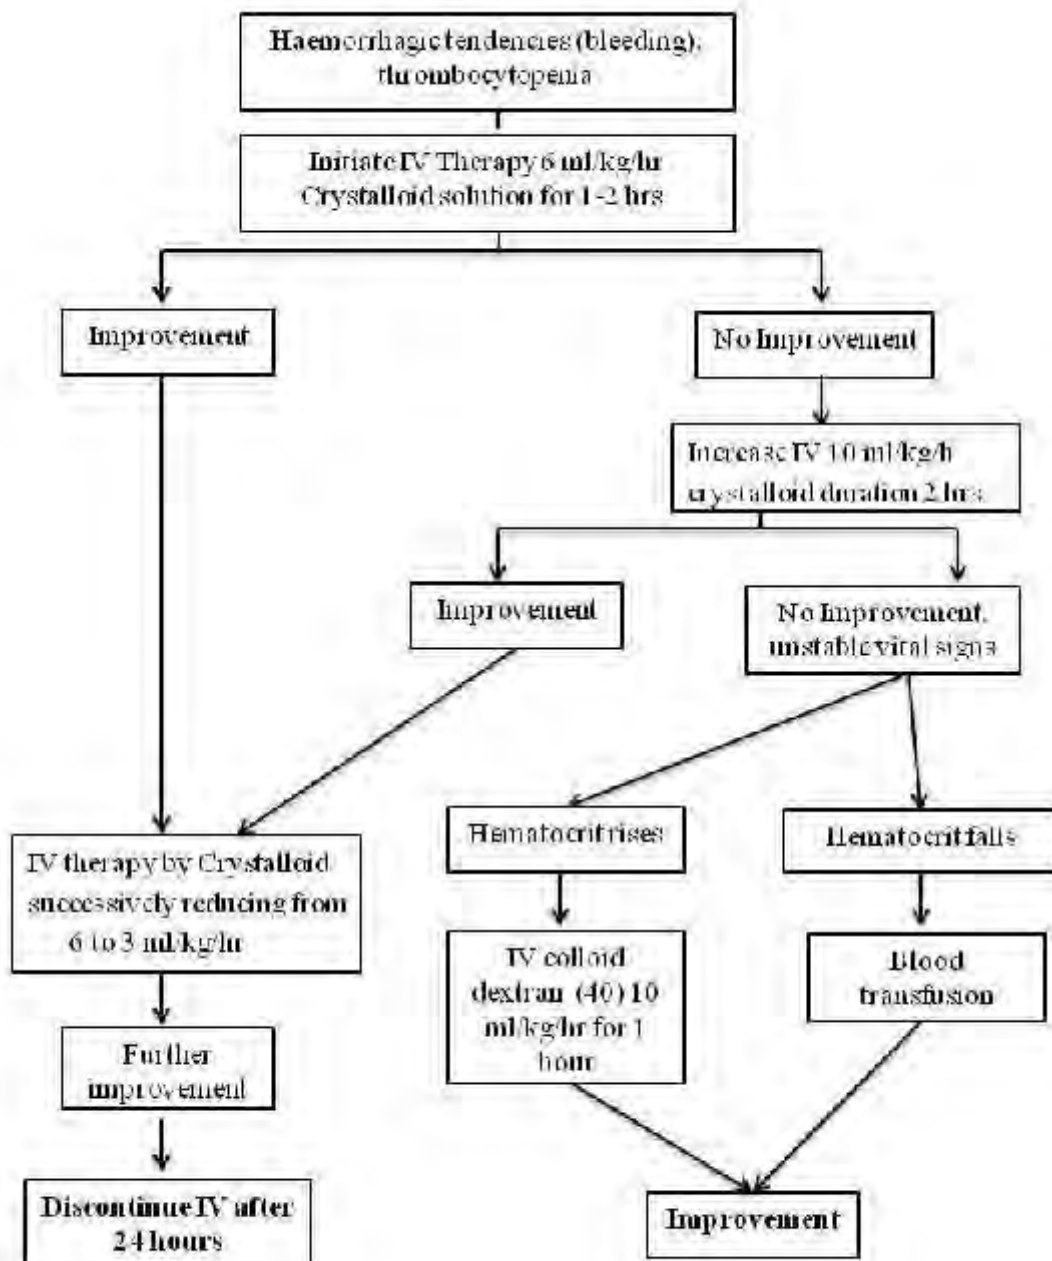 Haemorrhagic tendencies (bleeding),
thrombocytopenia
Initiate IV Therapy 6 ml/kg/hr
Crystalloid solution for 1-2 hrs
Improvement
No Improvement
Increase IV 10 ml/kg/h
crystalloid duration 2 hrs.
Improvement
No Improvement,
unstable vital signs
Hematocrit rises
Hematocrit falls
IV therapy by Crystalloid
successively reducing from
6 to 3 ml/kg/hr
IV colloid
dextran (40) 10
ml/kg/hr for 1
hour
Blood
transfusion
Further
improvement
Discontinue IV after
24 hours
Improvement